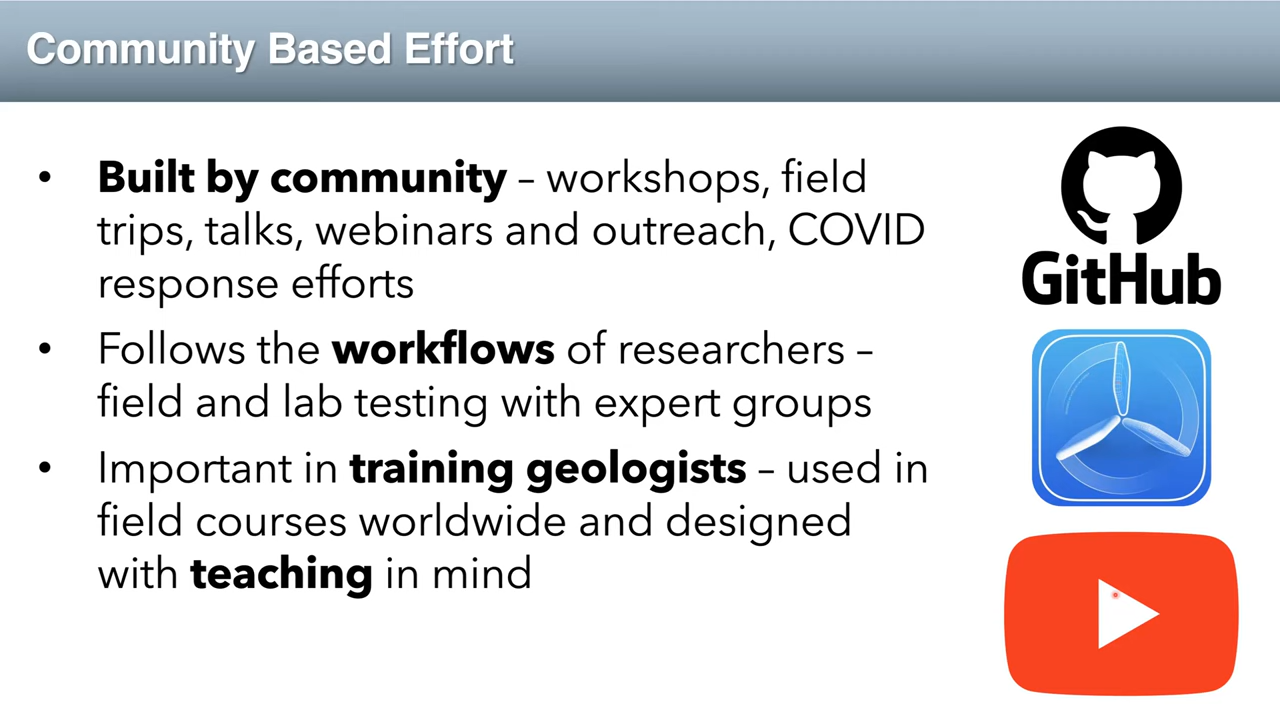 Community Based Effort
• Built by community – workshops, field
trips, talks, webinars and outreach, COVID
response efforts
• Follows the workflows of researchers –
field and lab testing with expert groups
• Important in training geologists – used in
field courses worldwide and designed
with teaching in mind
GitHub